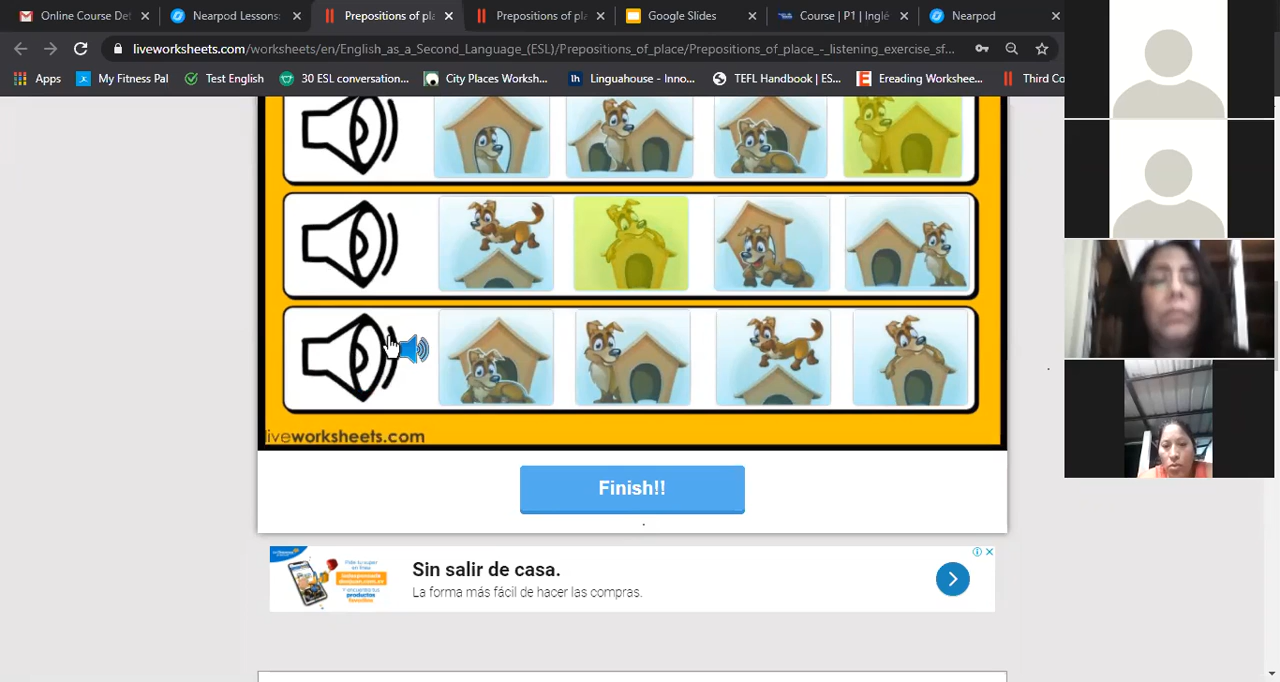 Online Course Det
Nearpod Lessons:
Prepositions of pla
Prepositions of pla
Google Slides
Course | P1 | Inglé
Nearpod
liveworksheets.com/worksheets/en/English_as_a_Second_Language_(ESL)/Prepositions_of_place/Prepositions_of_place_-_listening_exercise_sf...
Apps
My Fitness Pal
Test English
30 ESL conversation...
City Places Worksh...
Linguahouse - Inno...
TEFL Handbook | ES...
Ereading Workshee...
Third Co
liveworksheets.com
Finish!!
Sin salir de casa.
La forma más fácil de hacer las compras.